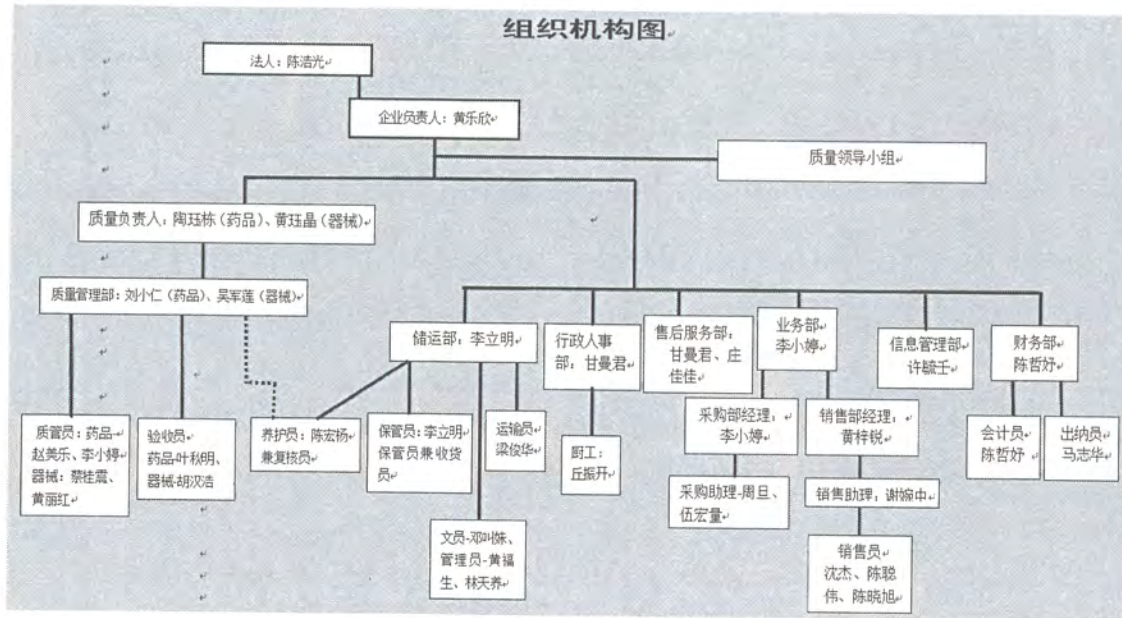 组织机构图
法人：陈浩光
企业负责人：黄乐欣
质量领导小组
质量负责人：陶珏栋（药品）、黄珏晶（器械）
质量管理部：刘小仁（药品）、吴军莲（器械）
储运部：李立明
行政人事
部：甘曼君
售后服务部：
甘曼君、庄
佳佳
业务部
李小婷
信息管理部
许毓壬
财务部
陈哲妤
质管员：药品-
赵美乐、李小婷
器械：蔡桂震、
黄丽红
验收员
药品-叶秋明、
器械-胡汉浩
养护员：陈宏杨
兼复核员
保管员：李立明
保管员兼收货
员
运输员
梁俊华
厨工：
丘振开
采购部经理：
李小婷
销售部经理：
黄梓锐
会计员
陈哲妤
出纳员
马志华
采购助理-周旦、
伍宏量
销售助理：谢婉中
文员-邓叫妹、
管理员-黄福
生、林天养
销售员
沈杰、陈聪
伟、陈晓旭